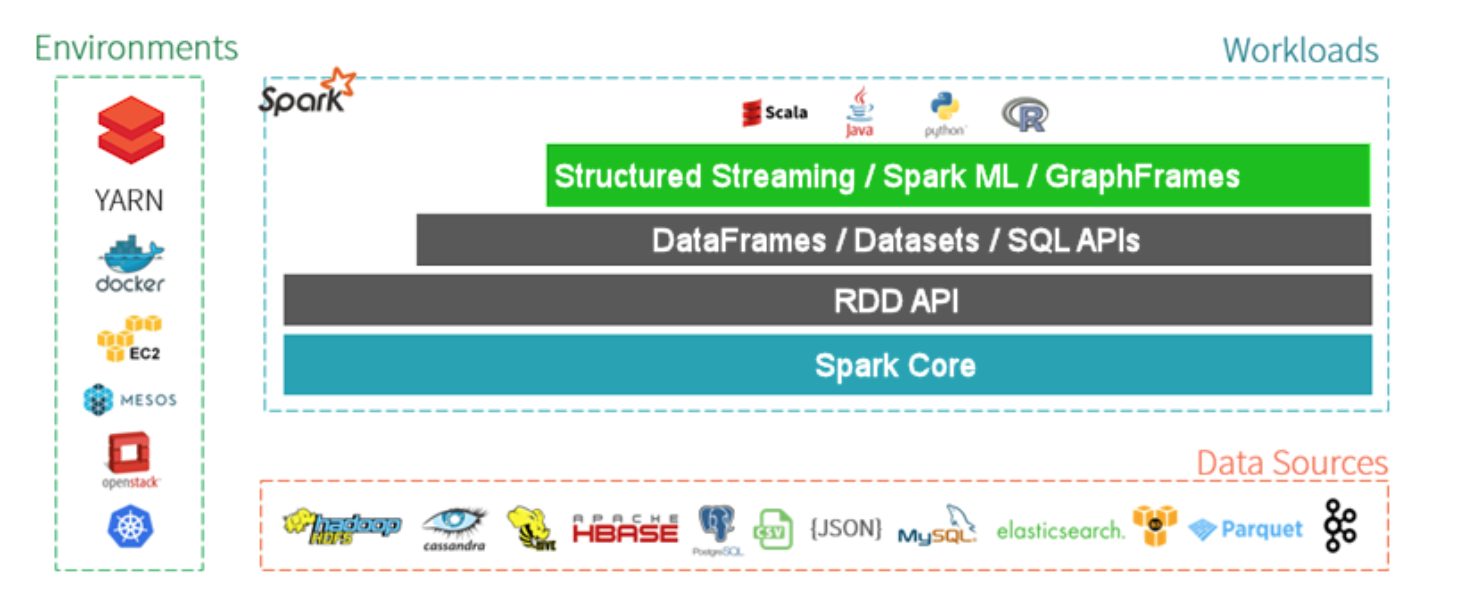 Environments
Workloads
Spark
Scala
Java
python
R
Structured Streaming / Spark ML / GraphFrames
DataFrames / Datasets / SQL APIs
RDD API
Spark Core
YARN
docker
EC2
MESOS
openstack
Data Sources
hadoop
HDFS
cassandra
HIVE
APACHE
HBASE
PostgreSQL
CSV
{JSON}
MySQL
elasticsearch.
Parquet